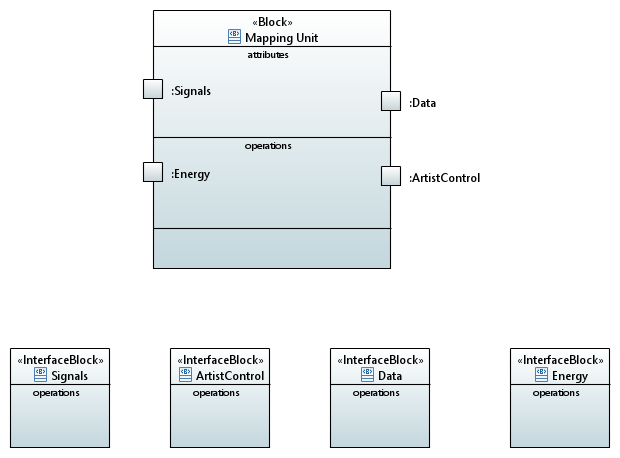 «Block»
Mapping Unit
attributes
:Signals
:Data
operations
:Energy
:ArtistControl
«InterfaceBlock»
Signals
operations
«InterfaceBlock»
ArtistControl
operations
«InterfaceBlock»
Data
operations
«InterfaceBlock»
Energy
operations